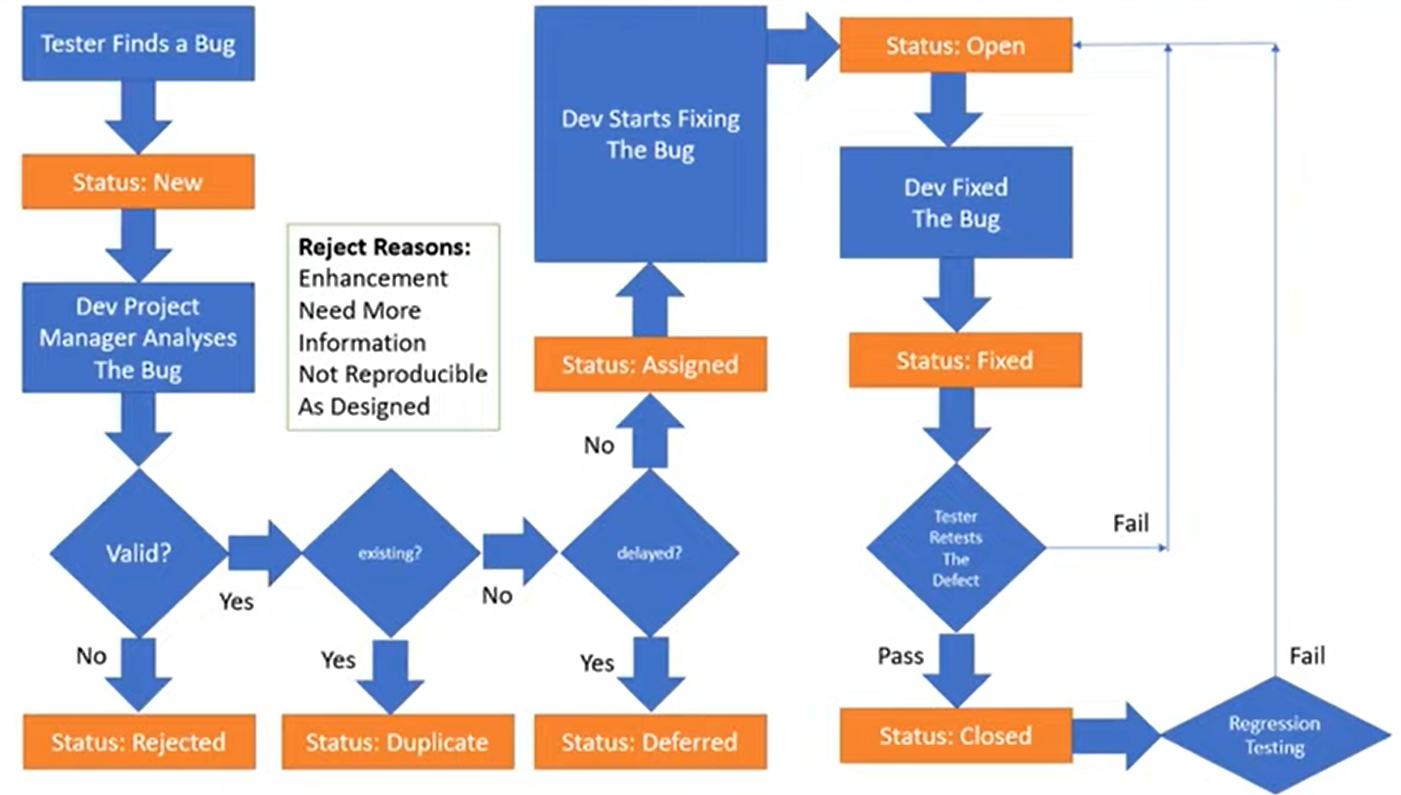 Tester Finds a Bug
Status: New
Dev Project
Manager Analyses
The Bug
Valid?
Yes
No
Status: Rejected
Reject Reasons:
Enhancement
Need More
Information
Not Reproducible
As Designed
existing?
No
Yes
Status: Duplicate
delayed?
Yes
Status: Deferred
No
Status: Assigned
Dev Starts Fixing
The Bug
Status: Open
Dev Fixed
The Bug
Status: Fixed
Tester
Retests
The
Defect
Fail
Pass
Status: Closed
Regression
Testing
Fail